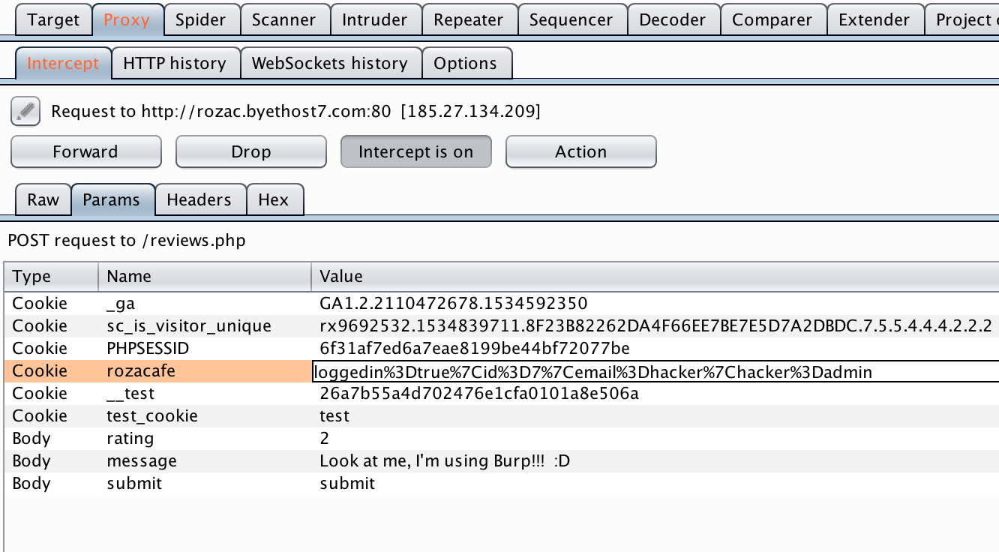 Target Proxy Spider Scanner Intruder Repeater Sequencer Decoder Comparer Extender Project
Intercept HTTP history WebSockets history Options
Request to http://rozac.byethost7.com:80 [185.27.134.209]
Forward Drop Intercept is on Action
Raw Params Headers Hex
POST request to /reviews.php
Type Name Value
Cookie _ga GA1.2.2110472678.1534592350
Cookie sc_is_visitor_unique rx9692532.1534839711.8F23B82262DA4F66EE7BE7E5D7A2DBDC.7.5.5.4.4.4.2.2.2
Cookie PHPSESSID 6f31af7ed6a7eae8199be44bf72077be
Cookie rozacafe loggedin%3Dtrue%7Cid%3D7%7Cemail%3Dhacker%7Chacker%3Dadmin
Cookie __test 26a7b55a4d702476e1cfa0101a8e506a
Cookie test_cookie test
Body rating 2
Body message Look at me, I'm using Burp!!! :D
Body submit submit